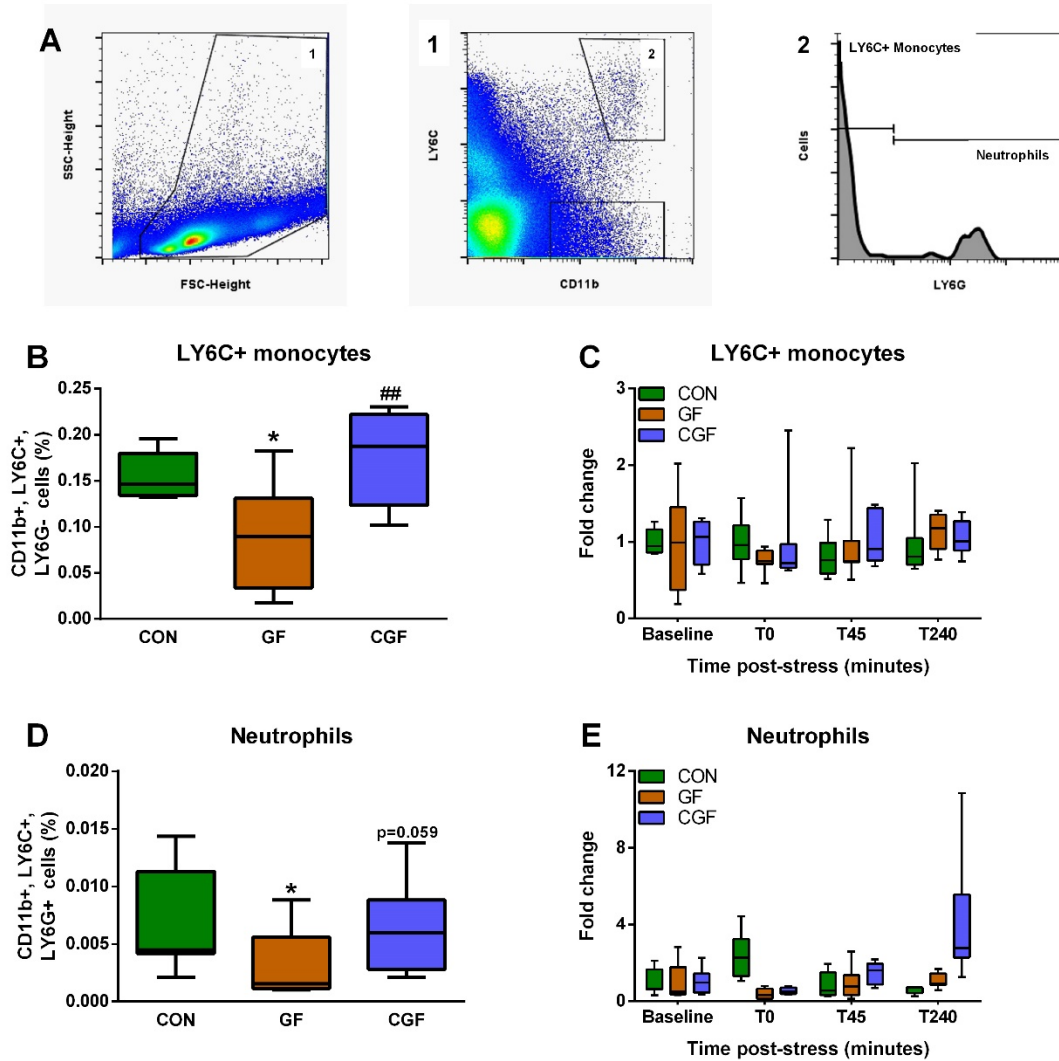 A
1
SSC-Height
FSC-Height
1
2
LY6C
CD11b
2
LY6C+ Monocytes
Neutrophils
Cells
LY6G
B
LY6C+ monocytes
CD11b+, LY6C+,
LY6G- cells (%)
0.25
0.20
0.15
0.10
0.05
0.00
*
##
CON
GF
CGF
C
LY6C+ monocytes
Fold change
3
2
1
0
CON
GF
CGF
Baseline
T0
T45
T240
Time post-stress (minutes)
D
Neutrophils
CD11b+, LY6C+,
LY6G+ cells (%)
0.020
0.015
0.010
0.005
0.000
*
p=0.059
CON
GF
CGF
E
Neutrophils
Fold change
12
8
4
0
CON
GF
CGF
Baseline
T0
T45
T240
Time post-stress (minutes)